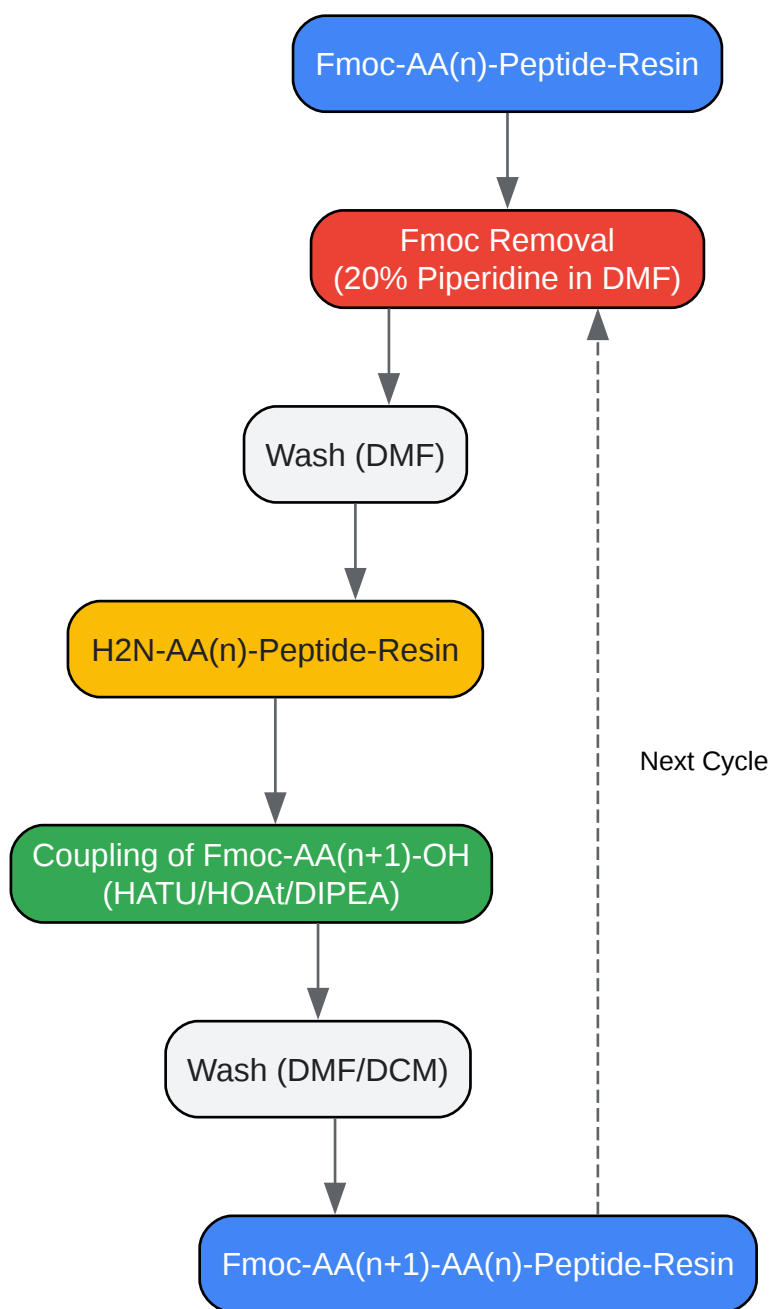 Fmoc-AA(n)-Peptide-Resin
Fmoc Removal
(20% Piperidine in DMF)
Wash (DMF)
H2N-AA(n)-Peptide-Resin
Next Cycle
Coupling of Fmoc-AA(n+1)-OH
(HATU/HOAt/DIPEA)
Wash (DMF/DCM)
Fmoc-AA(n+1)-AA(n)-Peptide-Resin